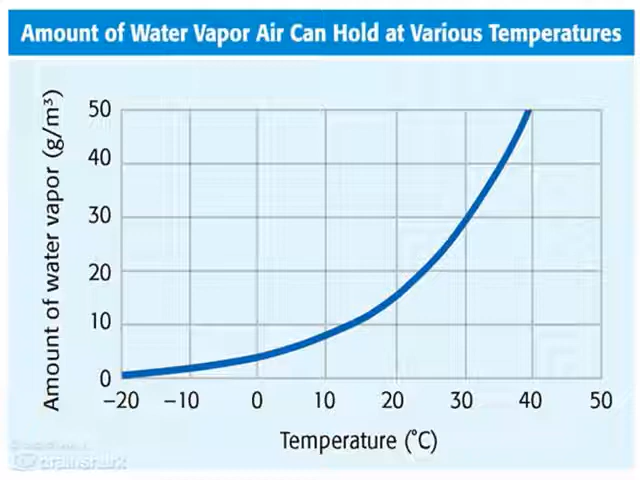 Amount of Water Vapor Air Can Hold at Various Temperatures
Amount of water vapor (g/m³)
50
40
30
20
10
0
−20 −10 0 10 20 30 40 50
Temperature (°C)
brainshark